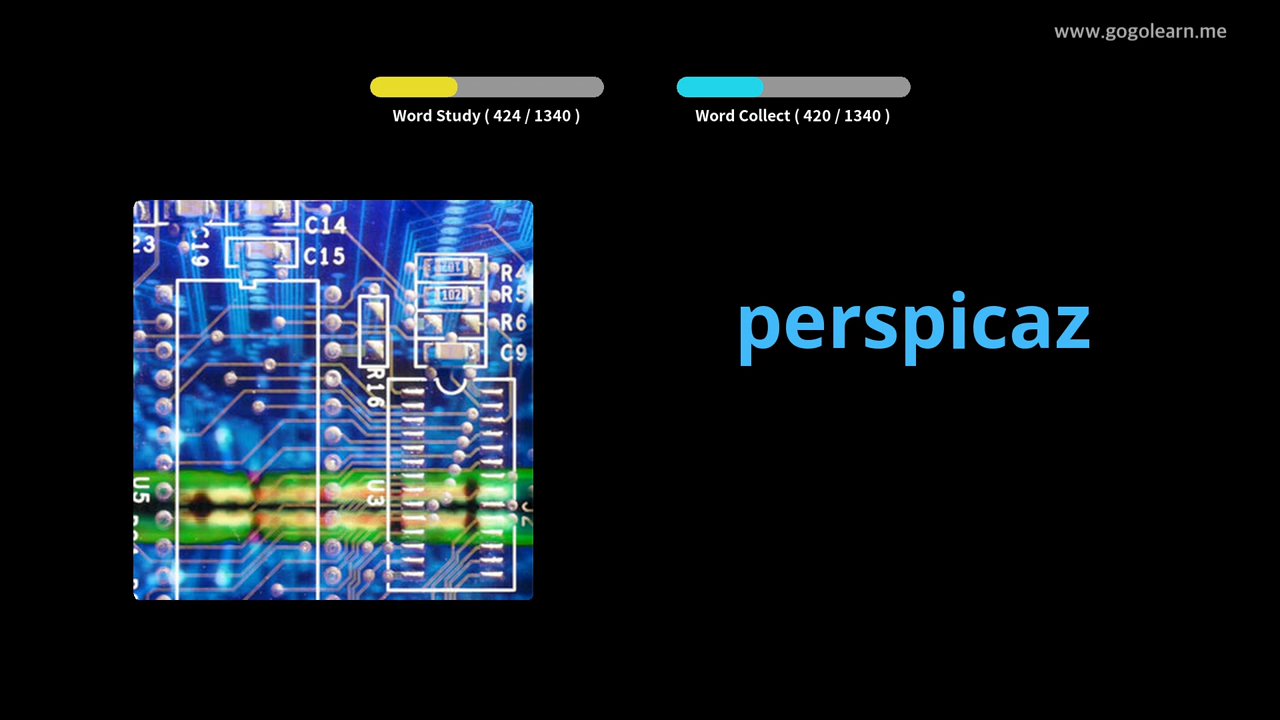 www.gogolearn.me
Word Study ( 424 / 1340 )
Word Collect ( 420 / 1340 )
perspicaz
C14
23
C19
C15
R4
102
R5
R6
C9
R16
U5
U3